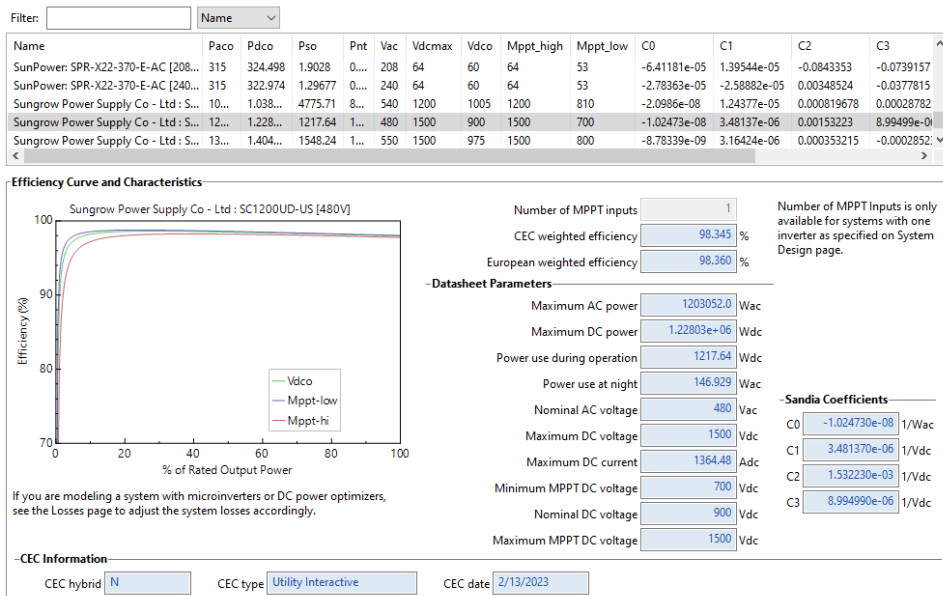 Filter: Name
Name Paco Pdco Pso Pnt Vac Vdcmax Vdco Mppt_high Mppt_low C0 C1 C2 C3
SunPower: SPR-X22-370-E-AC [208... 315 324.498 1.9028 0.... 208 64 60 64 53 -6.41181e-05 1.39544e-05 -0.0843353 -0.0739157
SunPower: SPR-X22-370-E-AC [240... 315 322.974 1.29677 0.... 240 64 60 64 53 -2.78363e-05 -2.58882e-05 0.00348524 -0.0377815
Sungrow Power Supply Co - Ltd : S... 10... 1.038... 4775.71 8... 540 1200 1005 1200 810 -2.0986e-08 1.24377e-05 0.000819678 0.00028782
Sungrow Power Supply Co - Ltd : S... 12... 1.228... 1217.64 1... 480 1500 900 1500 700 -1.02473e-08 3.48137e-06 0.00153223 8.99499e-0
Sungrow Power Supply Co - Ltd : S... 13... 1.404... 1548.24 1... 550 1500 975 1500 800 -8.78339e-09 3.16424e-06 0.000353215 -0.0002852
Efficiency Curve and Characteristics
Sungrow Power Supply Co - Ltd : SC1200UD-US [480V]
100
90
80
70
Efficiency (%)
0 20 40 60 80 100
% of Rated Output Power
Vdco
Mppt-low
Mppt-hi
If you are modeling a system with microinverters or DC power optimizers,
see the Losses page to adjust the system losses accordingly.
Number of MPPT inputs 1
CEC weighted efficiency 98.345 %
European weighted efficiency 98.360 %
Number of MPPT Inputs is only
available for systems with one
inverter as specified on System
Design page.
Datasheet Parameters
Maximum AC power 1203052.0 Wac
Maximum DC power 1.22803e+06 Wdc
Power use during operation 1217.64 Wdc
Power use at night 146.929 Wac
Nominal AC voltage 480 Vac
Maximum DC voltage 1500 Vdc
Maximum DC current 1364.48 Adc
Minimum MPPT DC voltage 700 Vdc
Nominal DC voltage 900 Vdc
Maximum MPPT DC voltage 1500 Vdc
Sandia Coefficients
C0 -1.024730e-08 1/Wac
C1 3.481370e-06 1/Vdc
C2 1.532230e-03 1/Vdc
C3 8.994990e-06 1/Vdc
CEC Information
CEC hybrid N CEC type Utility Interactive CEC date 2/13/2023